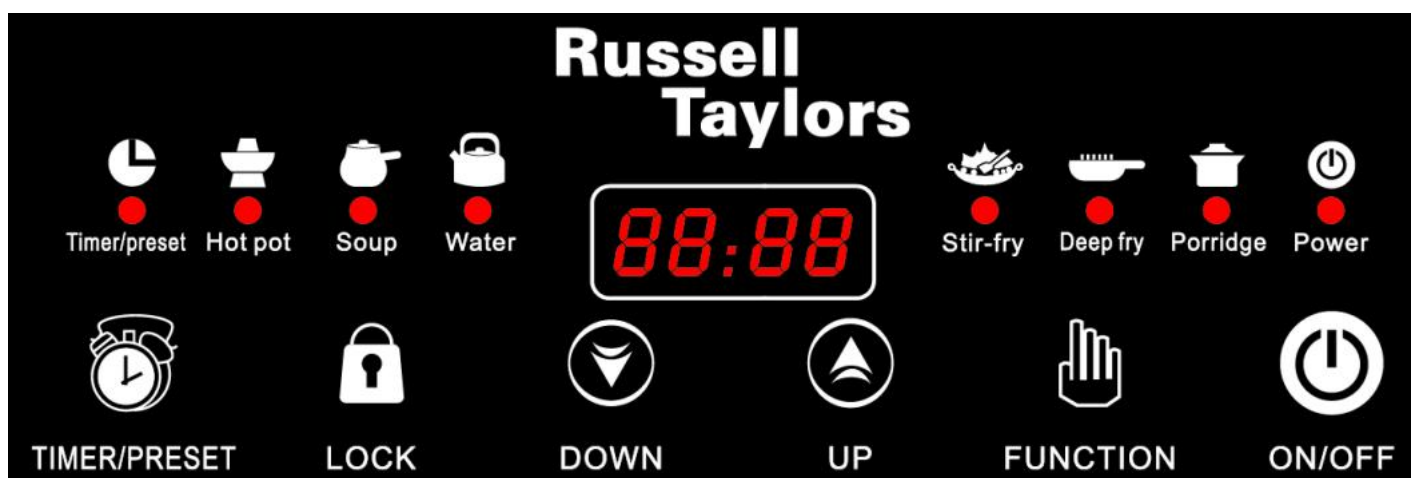 Russell
Taylors
Timer/preset Hot pot Soup Water
88:88
Stir-fry Deep fry Porridge Power
TIMER/PRESET LOCK DOWN UP FUNCTION ON/OFF